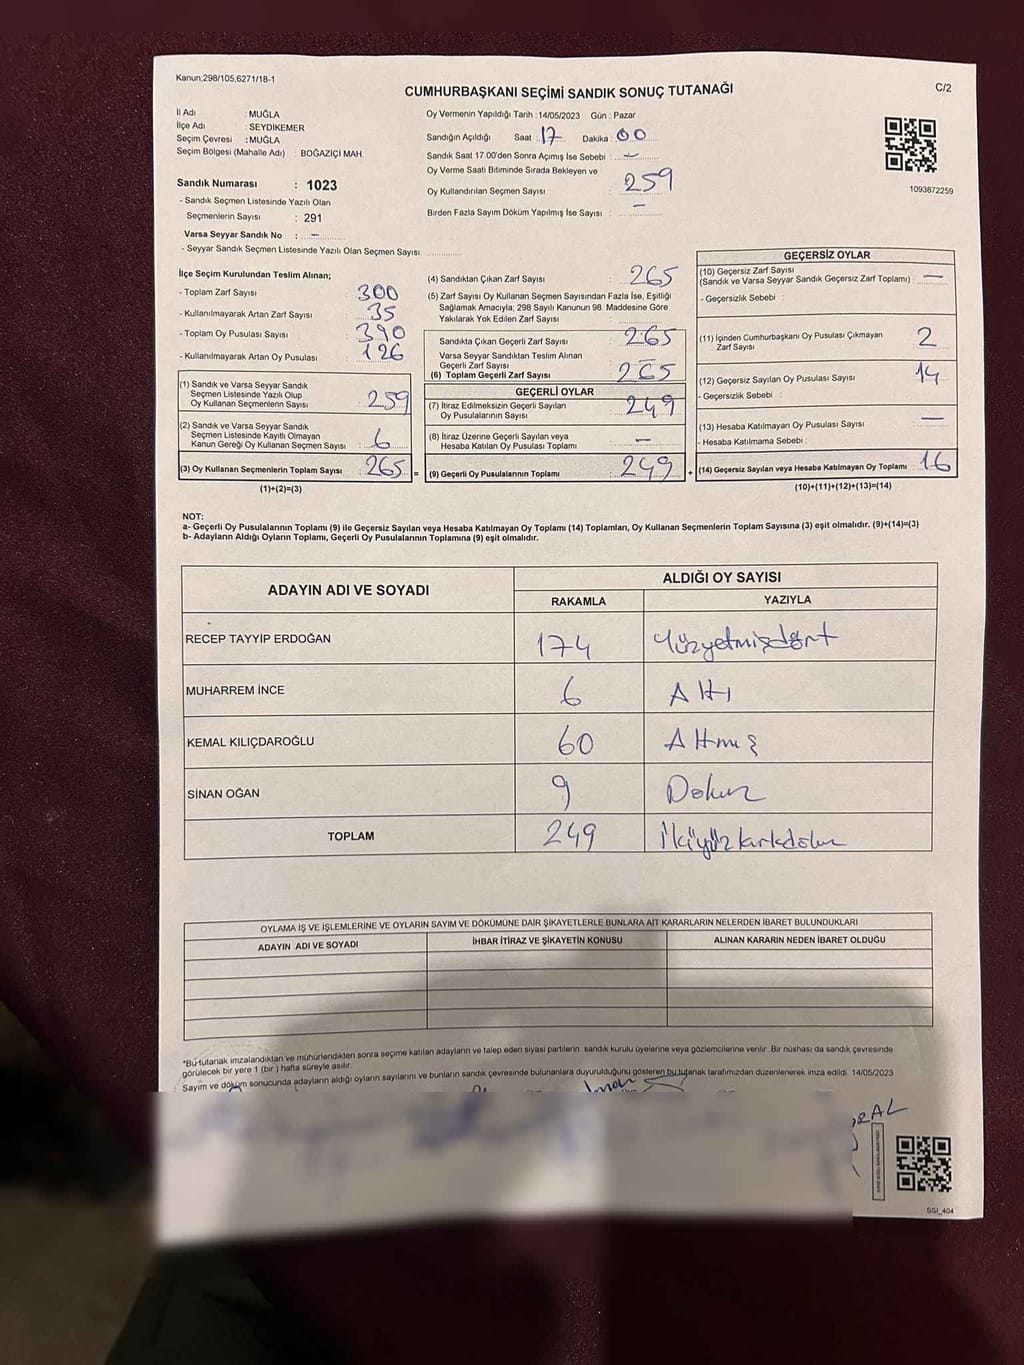 Kanun,298/105,6271/18-1
CUMHURBAŞKANI SEÇİMİ SANDIK SONUÇ TUTANAĞI
C/2
İl Adı : MUĞLA
İlçe Adı : SEYDİKEMER
Seçim Çevresi : MUĞLA
Seçim Bölgesi (Mahalle Adı) : BOĞAZİÇİ MAH.
Sandık Numarası : 1023
- Sandık Seçmen Listesinde Yazılı Olan
Seçmenlerin Sayısı : 291
Varsa Seyyar Sandık No : -
- Seyyar Sandık Seçmen Listesinde Yazılı Olan Seçmen Sayısı:
Oy Vermenin Yapıldığı Tarih : 14/05/2023 Gün : Pazar
Sandığın Açıldığı Saat 17 Dakika : 00
Sandık Saat 17.00'den Sonra Açımış İse Sebebi : -
Oy Verme Saati Bitiminde Sırada Bekleyen ve
Oy Kullandırılan Seçmen Sayısı : 259
Birden Fazla Sayım Döküm Yapılmış İse Sayısı : -
1093872259
İlçe Seçim Kurulundan Teslim Alınan;
- Toplam Zarf Sayısı : 300
- Kullanılmayarak Artan Zarf Sayısı : 35
- Toplam Oy Pusulası Sayısı : 390
- Kullanılmayarak Artan Oy Pusulası : 126
(1) Sandık ve Varsa Seyyar Sandık
Seçmen Listesinde Yazılı Olup
Oy Kullanan Seçmenlerin Sayısı : 259
(2) Sandık ve Varsa Seyyar Sandık
Seçmen Listesinde Kayıtlı Olmayan
Kanun Gereği Oy Kullanan Seçmen Sayısı : 6
(3) Oy Kullanan Seçmenlerin Toplam Sayısı : 265
(1)+(2)=(3)
(4) Sandıktan Çıkan Zarf Sayısı : 265
(5) Zarf Sayısı Oy Kullanan Seçmen Sayısından Fazla İse, Eşitliği
Sağlamak Amacıyla, 298 Sayılı Kanunun 98. Maddesine Göre
Yakılarak Yok Edilen Zarf Sayısı :
Sandıkta Çıkan Geçerli Zarf Sayısı : 265
Varsa Seyyar Sandıktan Teslim Alınan
Geçerli Zarf Sayısı :
(6) Toplam Geçerli Zarf Sayısı : 265
GEÇERLİ OYLAR
(7) İtiraz Edilmeksizin Geçerli Sayılan
Oy Pusulalarının Sayısı : 249
(8) İtiraz Üzerine Geçerli Sayılan veya
Hesaba Katılan Oy Pusulası Toplamı : -
= (9) Geçerli Oy Pusulalarının Toplamı : 249 +
GEÇERSİZ OYLAR
(10) Geçersiz Zarf Sayısı
(Sandık ve Varsa Seyyar Sandık Geçersiz Zarf Toplamı) : -
- Geçersizlik Sebebi :
(11) İçinden Cumhurbaşkanı Oy Pusulası Çıkmayan
Zarf Sayısı : 2
(12) Geçersiz Sayılan Oy Pusulası Sayısı : 14
- Geçersizlik Sebebi :
(13) Hesaba Katılmayan Oy Pusulası Sayısı : -
- Hesaba Katılmama Sebebi :
(14) Geçersiz Sayılan veya Hesaba Katılmayan Oy Toplamı : 16
(10)+(11)+(12)+(13)=(14)
NOT:
a- Geçerli Oy Pusulalarının Toplamı (9) ile Geçersiz Sayılan veya Hesaba Katılmayan Oy Toplamı (14) Toplamları, Oy Kullanan Seçmenlerin Toplam Sayısına (3) eşit olmalıdır. (9)+(14)=(3)
b- Adayların Aldığı Oyların Toplamı, Geçerli Oy Pusulalarının Toplamına (9) eşit olmalıdır.
ADAYIN ADI VE SOYADI
ALDIĞI OY SAYISI
RAKAMLA YAZIYLA
RECEP TAYYİP ERDOĞAN 174 Yüzyetmişdört
MUHARREM İNCE 6 Altı
KEMAL KILIÇDAROĞLU 60 Altmış
SİNAN OĞAN 9 Dokuz
TOPLAM 249 İkiyüzkırkdokuz
OYLAMA İŞ VE İŞLEMLERİNE VE OYLARIN SAYIM VE DÖKÜMÜNE DAİR ŞİKAYETLERLE BUNLARA AİT KARARLARIN NELERDEN İBARET BULUNDUKLARI
ADAYIN ADI VE SOYADI İHBAR İTİRAZ VE ŞİKAYETİN KONUSU ALINAN KARARIN NEDEN İBARET OLDUĞU
*Bu tutanak imzalandıktan ve mühürlendikten sonra seçime katılan adayların ve talep eden siyasi partilerin sandık kurulu üyelerine veya gözlemcilerine verilir. Bir nüshası da sandık çevresinde
görülecek bir yere 1 (bir ) hafta süreyle asılır.
Sayım ve döküm sonucunda adayların aldığı oyların sayılarını ve bunların sandık çevresinde bulunanlara duyurulduğunu gösteren bu tutanak tarafımızdan düzenlenerek imza edildi. 14/05/2023
SSI_404